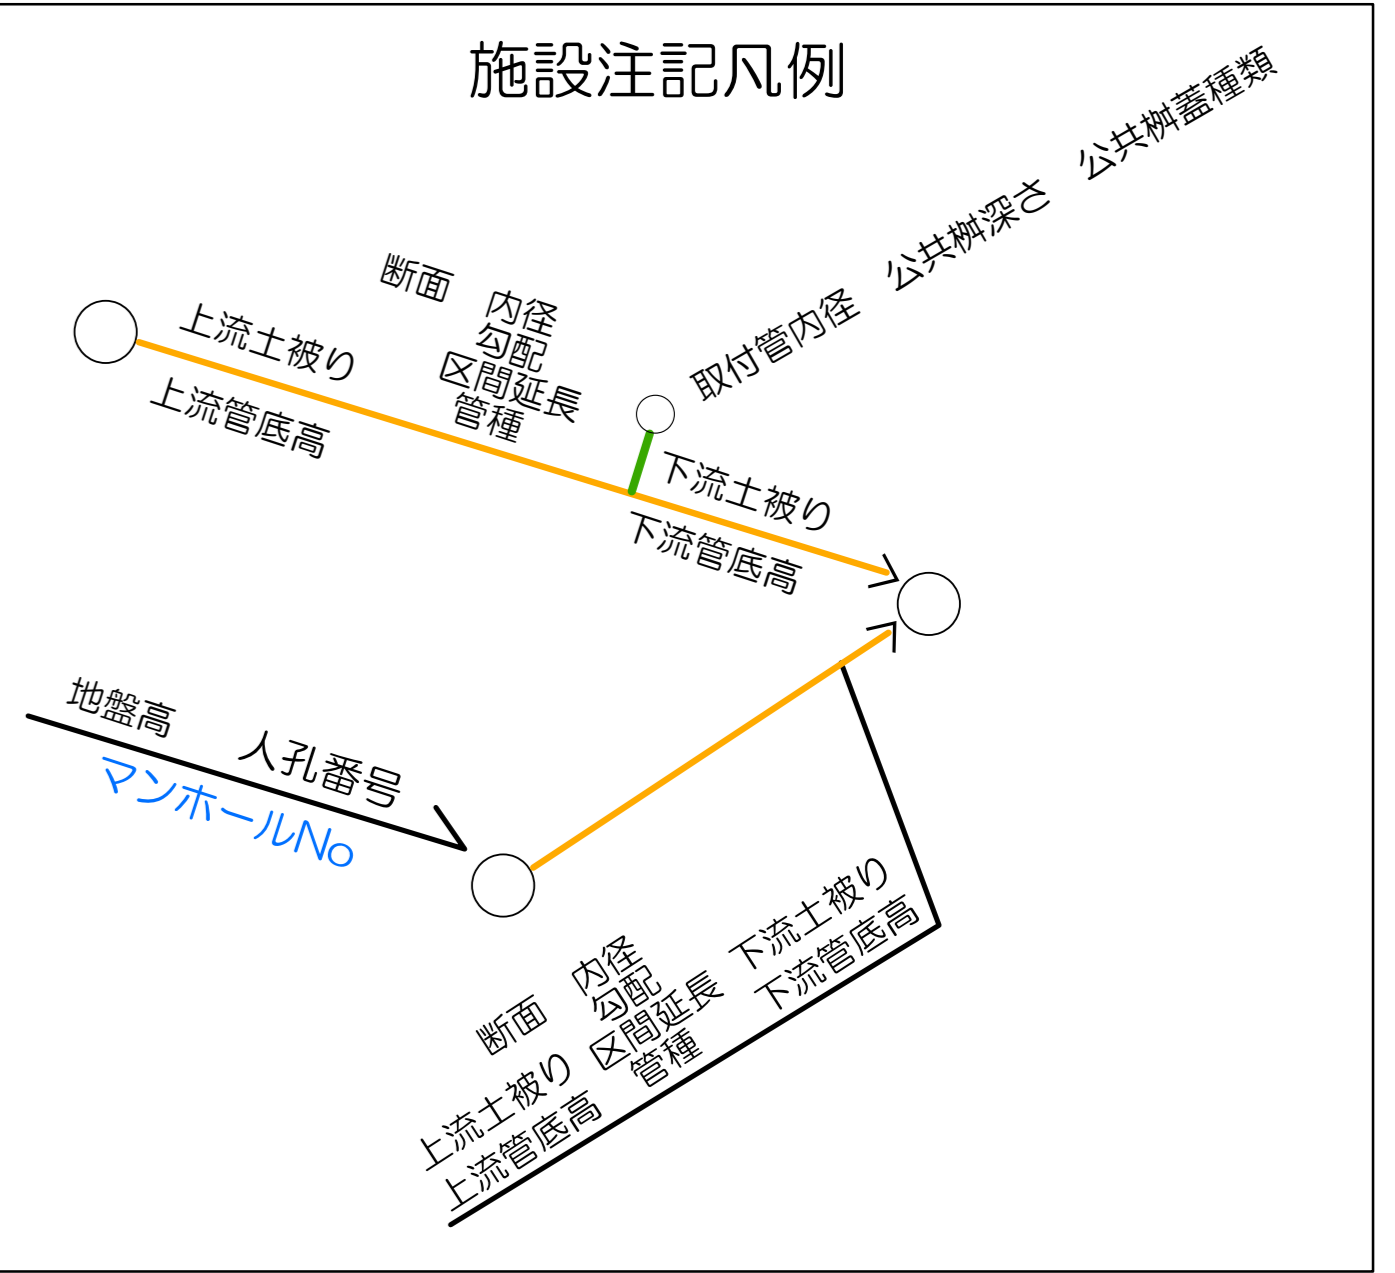 施設注記凡例
取付管内径　公共桝深さ　公共桝蓋種類
断面　内径
勾配
区間延長
管種
上流土被り
上流管底高
下流土被り
下流管底高
地盤高　人孔番号
マンホールNo
断面　内径
勾配
上流土被り　区間延長　下流土被り
上流管底高　管種　下流管底高